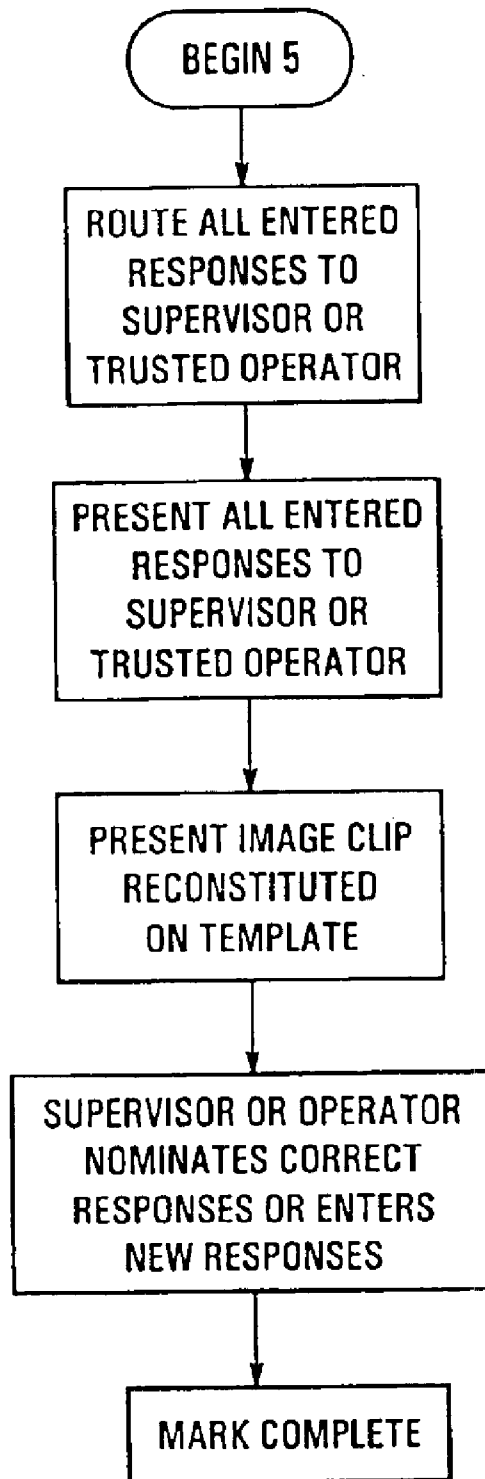 BEGIN 5
ROUTE ALL ENTERED
RESPONSES TO
SUPERVISOR OR
TRUSTED OPERATOR
PRESENT ALL ENTERED
RESPONSES TO
SUPERVISOR OR
TRUSTED OPERATOR
PRESENT IMAGE CLIP
RECONSTITUTED
ON TEMPLATE
SUPERVISOR OR OPERATOR
NOMINATES CORRECT
RESPONSES OR ENTERS
NEW RESPONSES
MARK COMPLETE